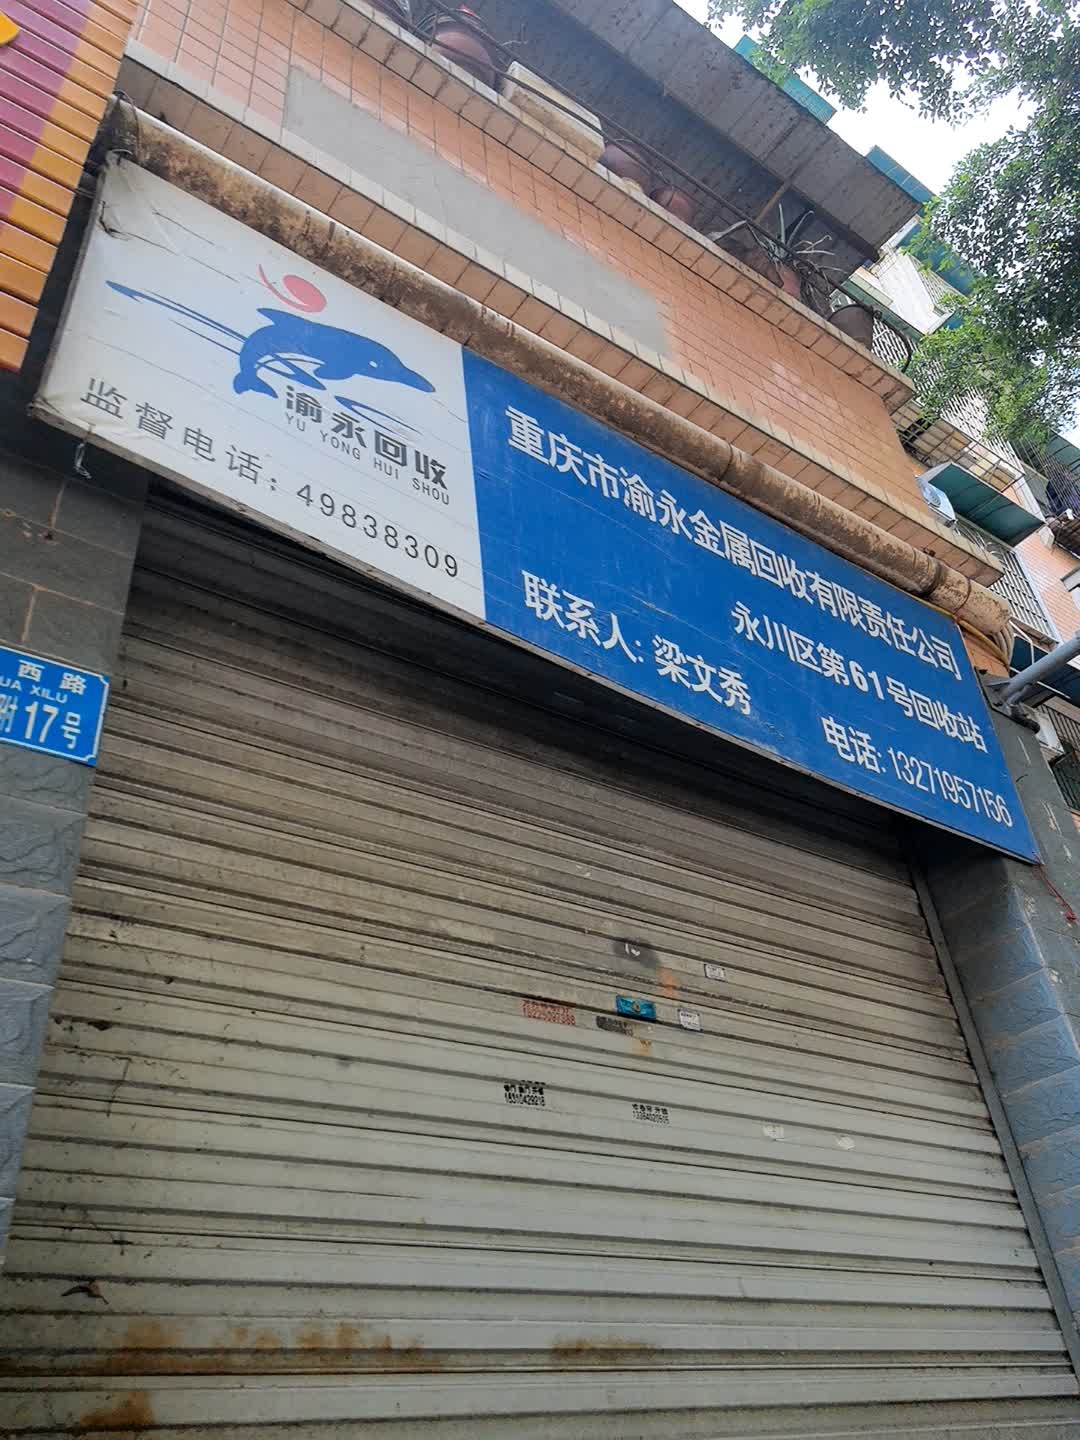 渝永回收
YU YONG HUI SHOU
监督电话：49838309
重庆市渝永金属回收有限责任公司
永川区第61号回收站
联系人: 梁文秀
电话: 13271957156
西路
UA XILU
附17号